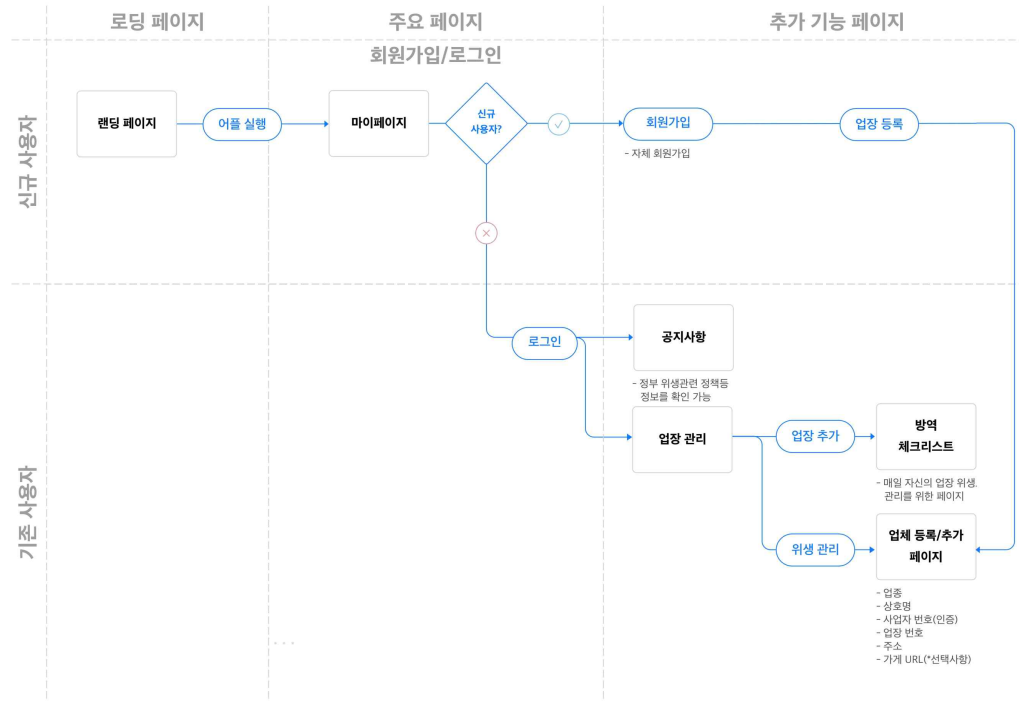 로딩 페이지
주요 페이지
추가 기능 페이지
회원가입/로그인
신규 사용자
랜딩 페이지
어플 실행
마이페이지
신규
사용자?
회원가입
업장 등록
- 자체 회원가입
기존 사용자
로그인
공지사항
- 정부 위생관련 정책등
정보를 확인 가능
업장 관리
업장 추가
방역
체크리스트
- 매일 자신의 업장 위생.
관리를 위한 페이지
위생 관리
업체 등록/추가
페이지
- 업종
- 상호명
- 사업자 번호(인증)
- 업장 번호
- 주소
- 가게 URL(*선택사항)
...